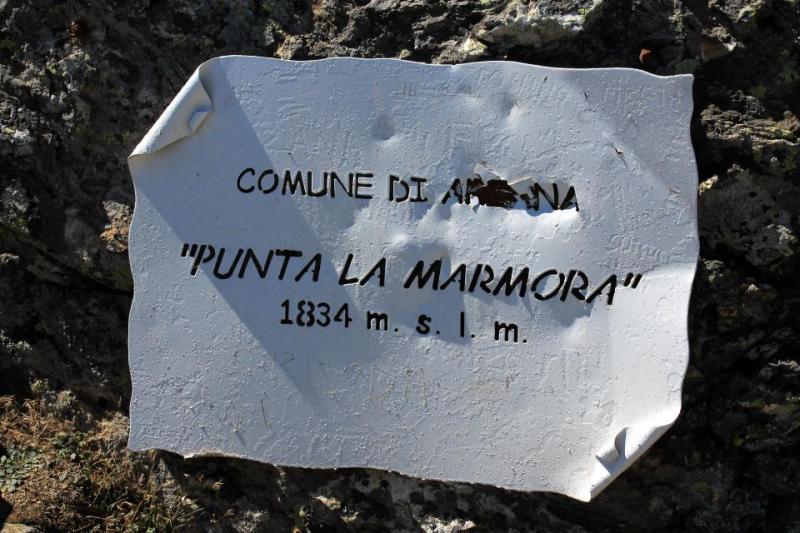 COMUNE DI
"PUNTA LA MARMORA"
1834 m. s. l. m.